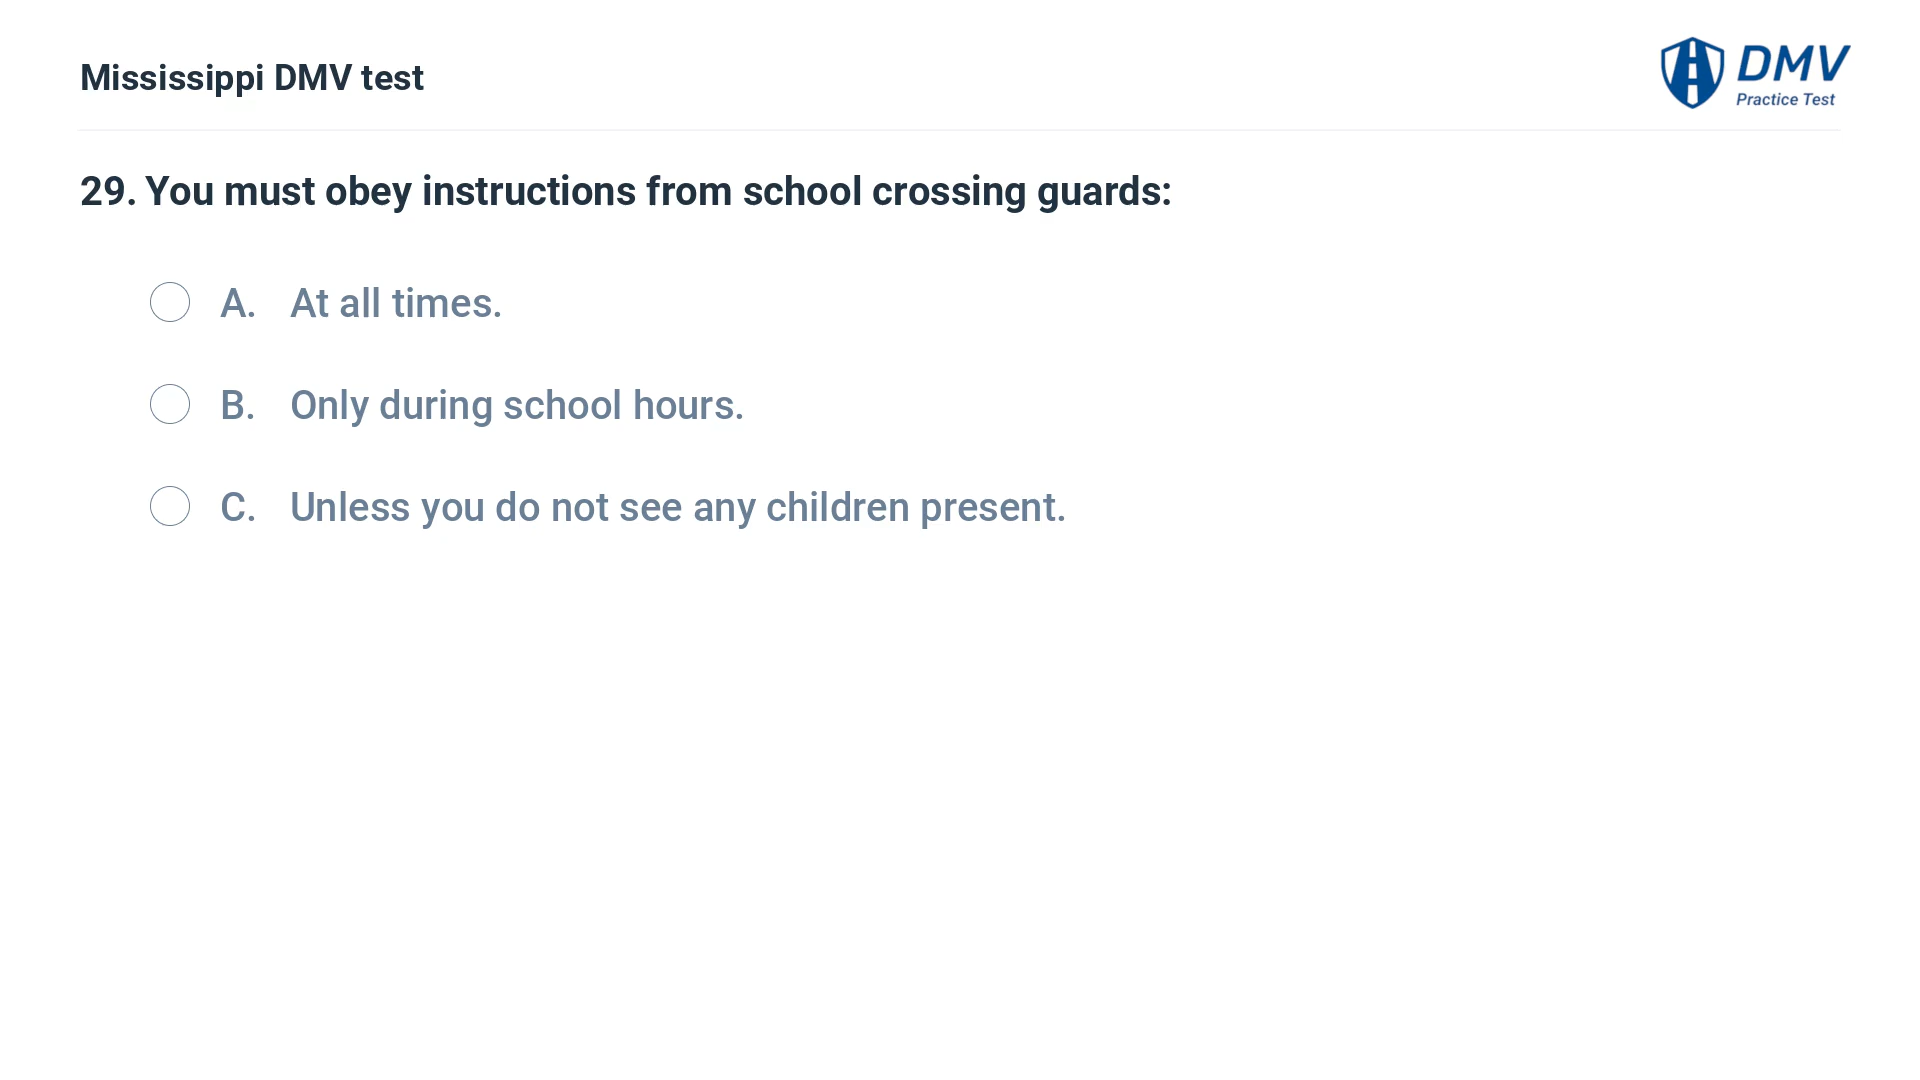 Mississippi DMV test
DMV
Practice Test
29. You must obey instructions from school crossing guards:
A. At all times.
B. Only during school hours.
C. Unless you do not see any children present.